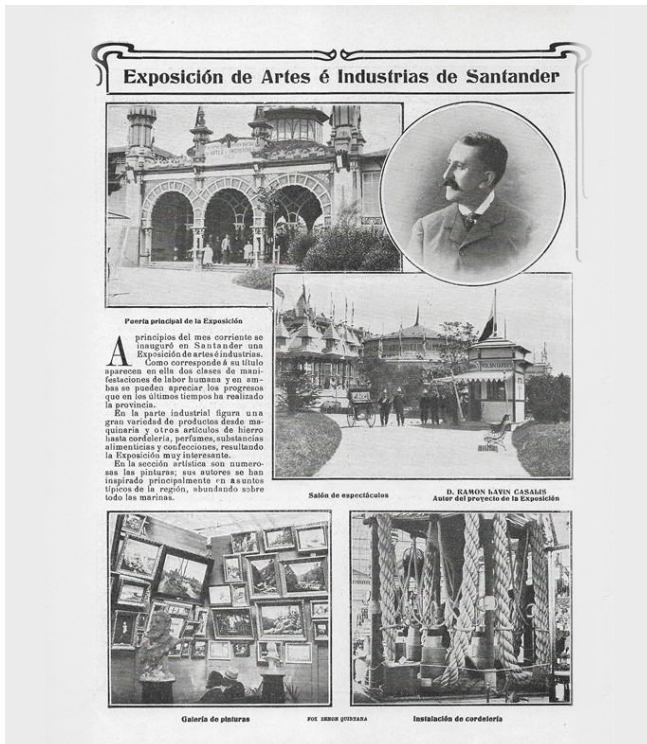 Exposición de Artes é Industrias de Santander
Puerta principal de la Exposición
A principios del mes corriente se
inauguró en Santander una
Exposición de artes é industrias.
Como corresponde á su título
aparecen en ella dos clases de mani-
festaciones de labor humana y en am-
bas se pueden apreciar los progresos
que en los últimos tiempos ha realizado
la provincia.
En la parte industrial figura una
gran variedad de productos desde ma-
quinaria y otros artículos de hierro
hasta cordelería, perfumes, substancias
alimenticias y confecciones, resultando
la Exposición muy interesante.
En la sección artística son numero-
sas las pinturas; sus autores se han
inspirado principalmente en asuntos
típicos de la región, abundando sobre
todo las marinas.
Salón de espectáculos
D. RAMON LAVIN CASALIS
Autor del proyecto de la Exposición
Galería de pinturas
FOT. ZENON QUINTANA
Instalación de cordelería